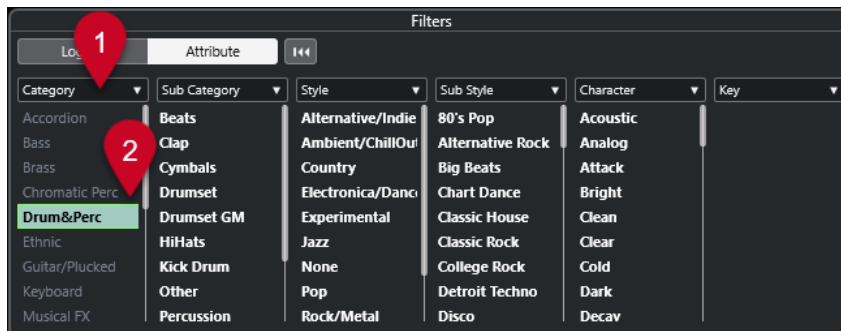 Filters
1
Attribute
Category Sub Category Style Sub Style Character Key
Accordion Beats Alternative/Indie 80's Pop Acoustic
Bass Clap Ambient/ChillOut Alternative Rock Analog
2
Brass Cymbals Country Big Beats Attack
Chromatic Perc Drumset Electronica/Danc Chart Dance Bright
Drum&Perc Drumset GM Experimental Classic House Clean
Ethnic HiHats Jazz Classic Rock Clear
Guitar/Plucked Kick Drum None College Rock Cold
Keyboard Other Pop Detroit Techno Dark
Musical FX Percussion Rock/Metal Disco Decay